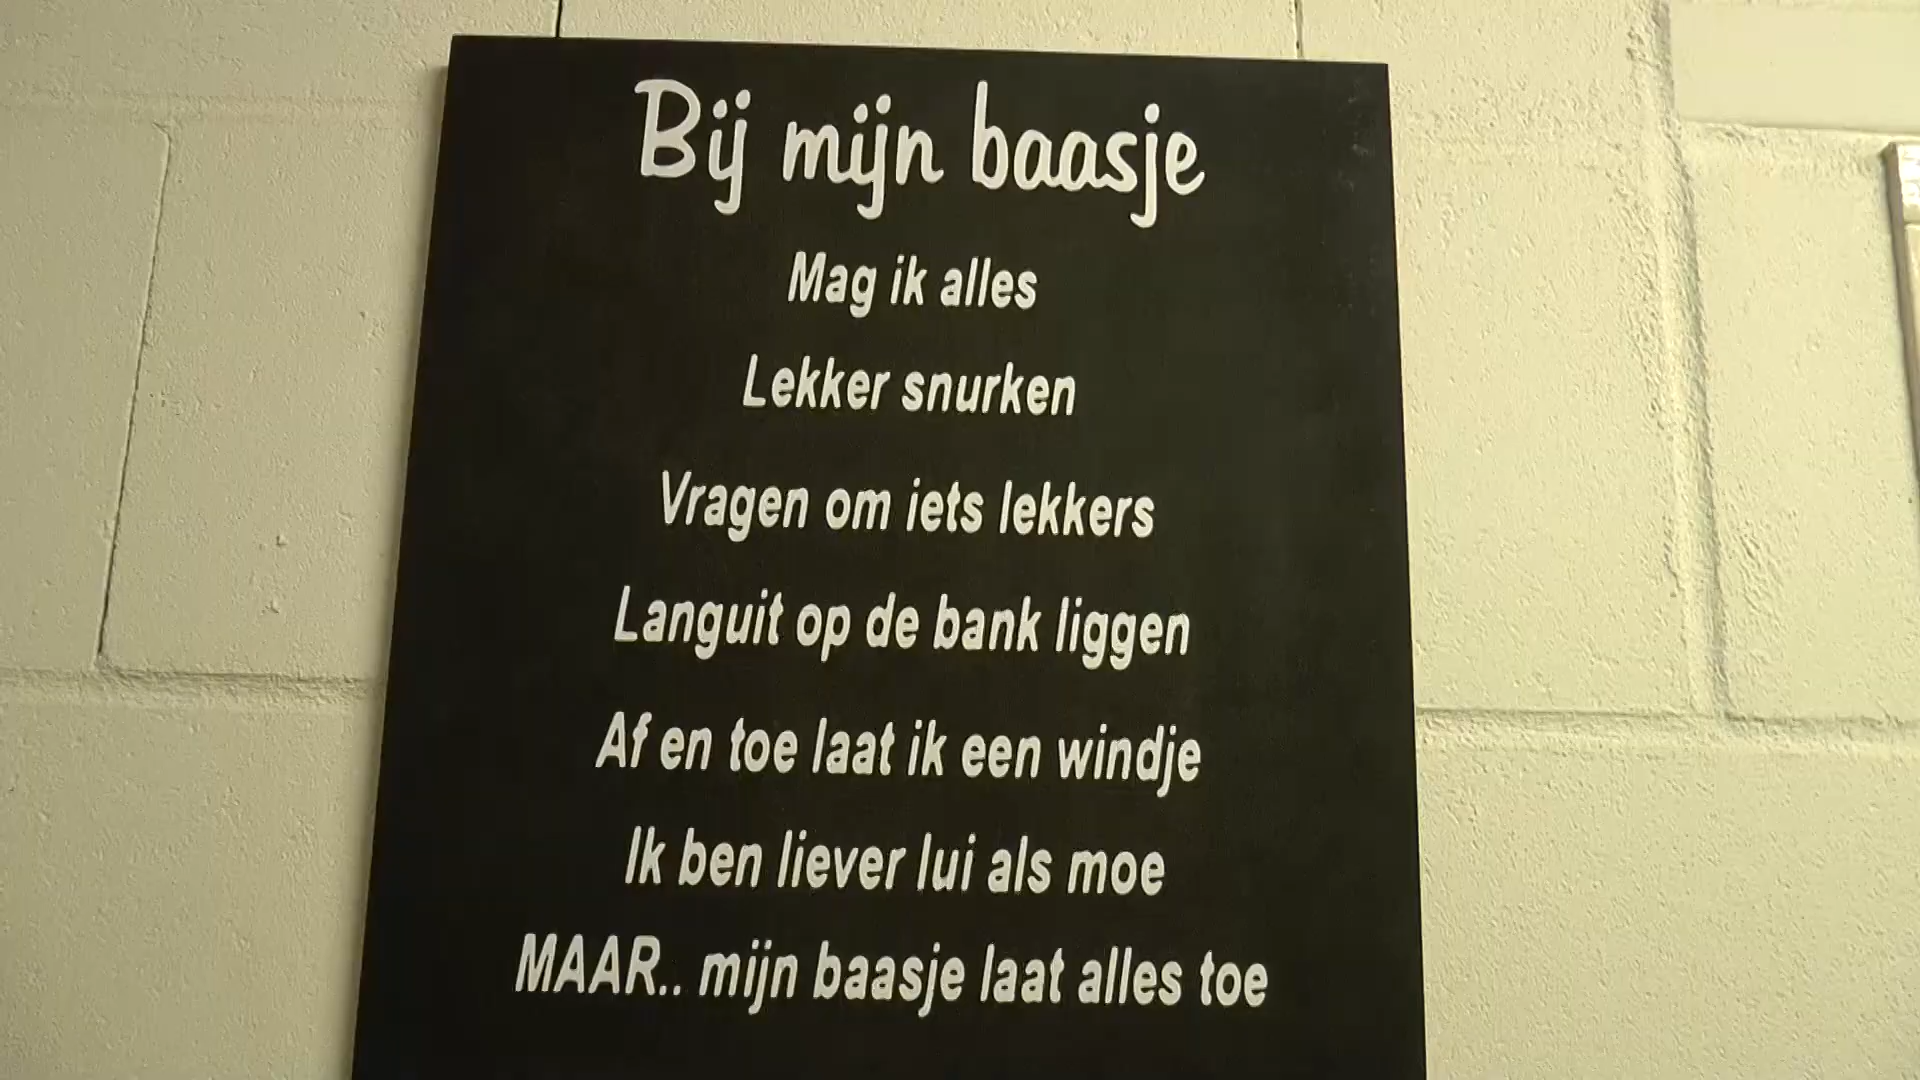 Bij mijn baasje
Mag ik alles
Lekker snurken
Vragen om iets lekkers
Languit op de bank liggen
Af en toe laat ik een windje
Ik ben liever lui als moe
MAAR.. mijn baasje laat alles toe